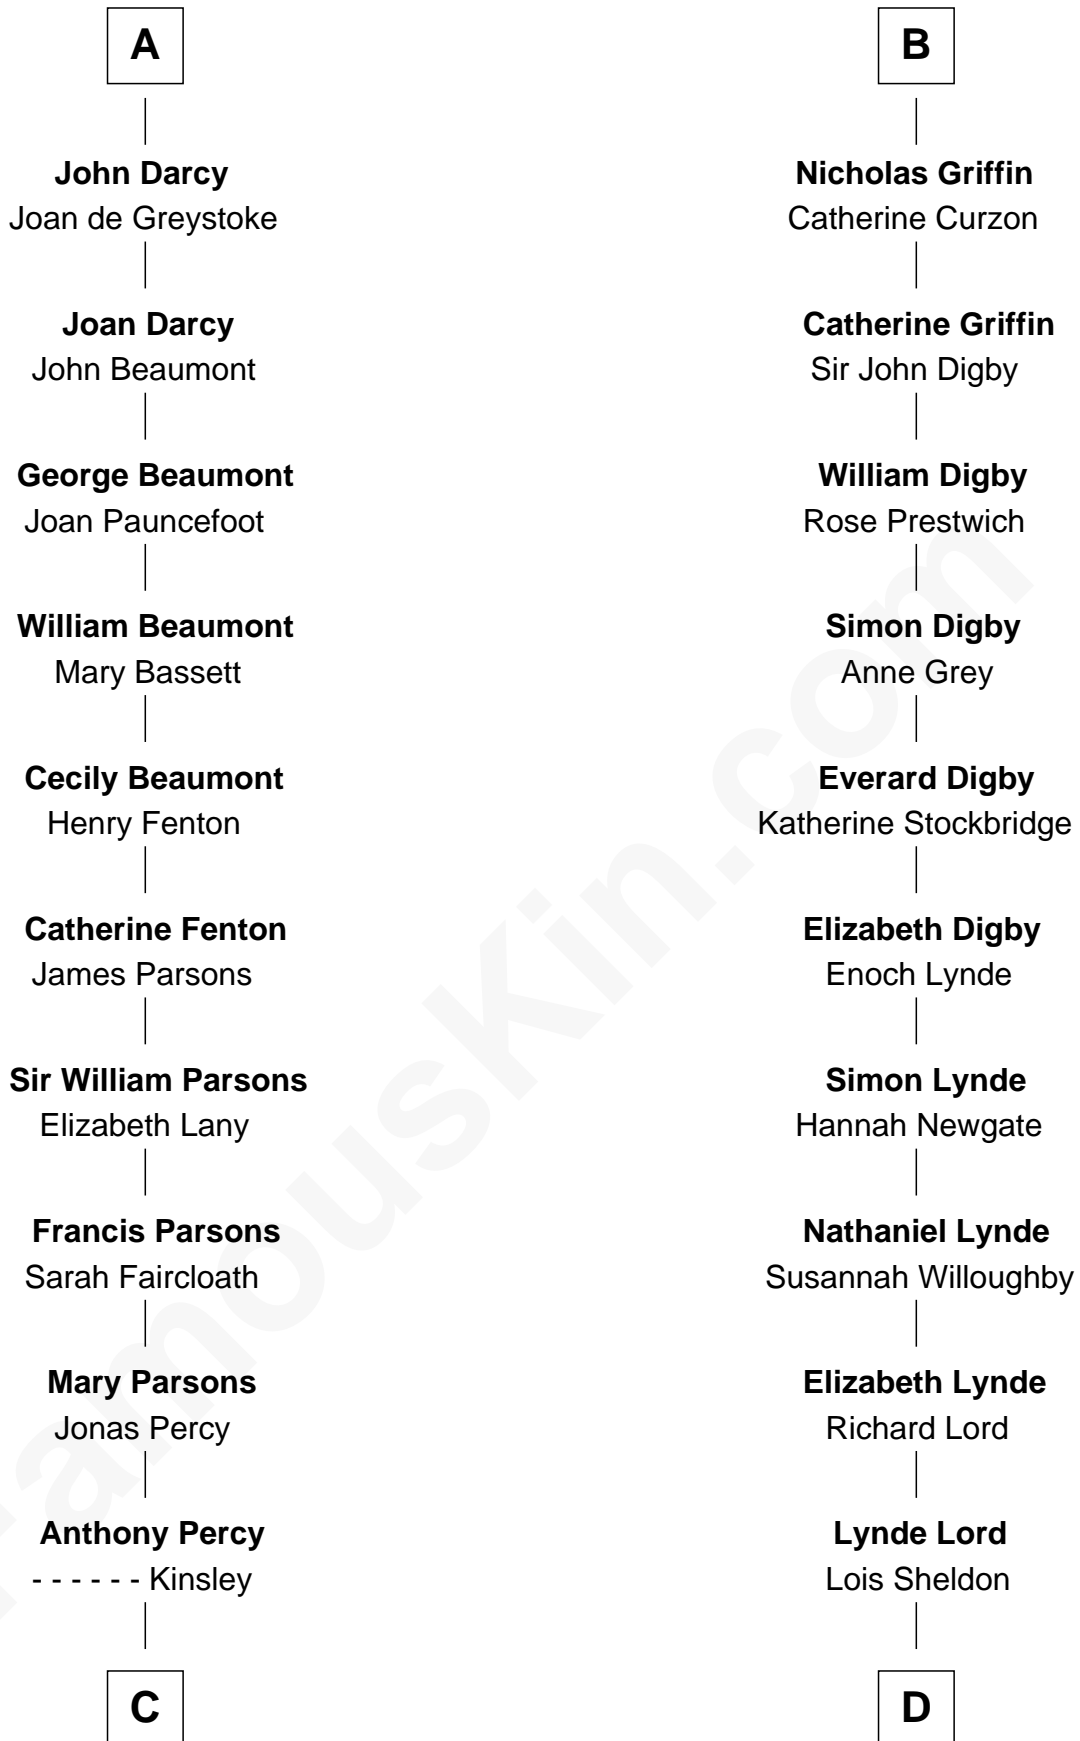 A
John Darcy
Joan de Greystoke
Joan Darcy
John Beaumont
George Beaumont
Joan Pauncefoot
William Beaumont
Mary Bassett
Cecily Beaumont
Henry Fenton
Catherine Fenton
James Parsons
Sir William Parsons
Elizabeth Lany
Francis Parsons
Sarah Faircloath
Mary Parsons
Jonas Percy
Anthony Percy
- - - - - - Kinsley
C
B
Nicholas Griffin
Catherine Curzon
Catherine Griffin
Sir John Digby
William Digby
Rose Prestwich
Simon Digby
Anne Grey
Everard Digby
Katherine Stockbridge
Elizabeth Digby
Enoch Lynde
Simon Lynde
Hannah Newgate
Nathaniel Lynde
Susannah Willoughby
Elizabeth Lynde
Richard Lord
Lynde Lord
Lois Sheldon
D
FamousKin.com